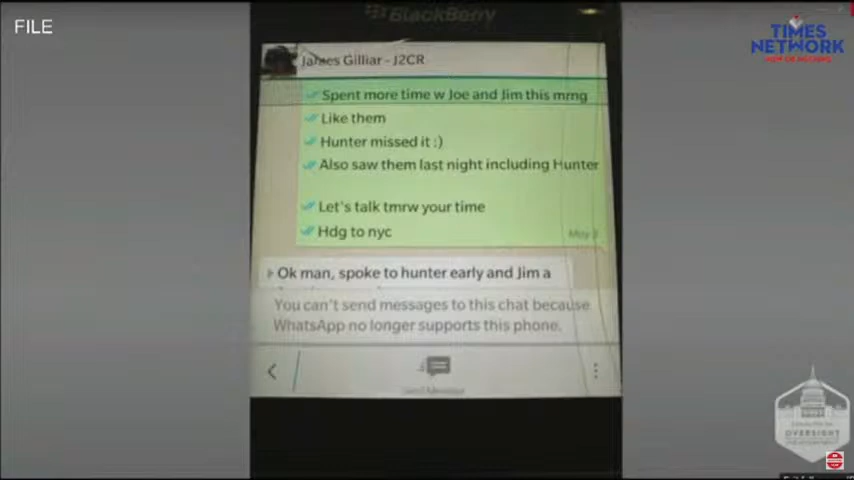 FILE
BlackBerry
TIMES
NETWORK
James Gilliar - J2CR
Spent more time w Joe and Jim this mrng
Like them
Hunter missed it :)
Also saw them last night including Hunter
Let's talk tmrw your time
Hdg to nyc
May
Ok man, spoke to hunter early and Jim a
You can't send messages to this chat because
WhatsApp no longer supports this phone.
Send Message
OVERSIGHT